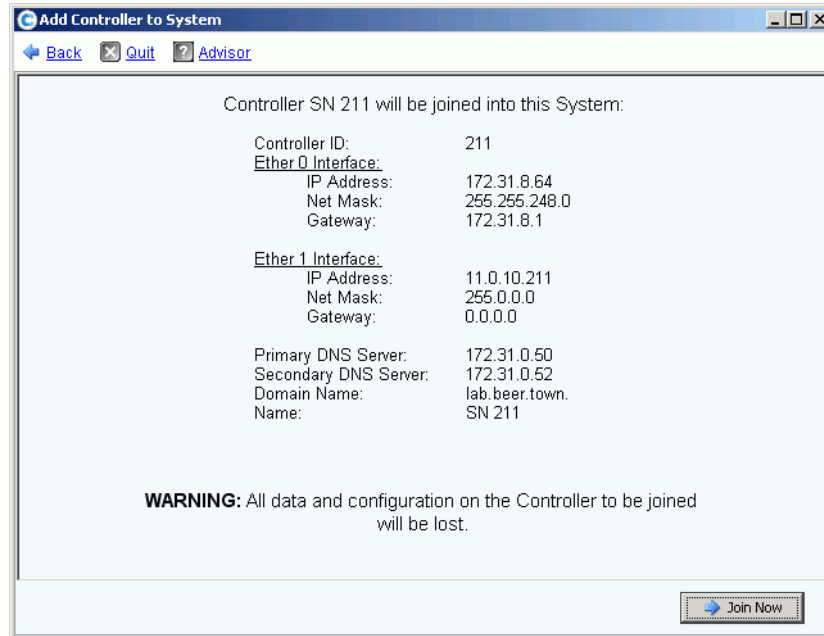 Add Controller to System
Back Quit Advisor
Controller SN 211 will be joined into this System:
Controller ID: 211
Ether 0 Interface:
IP Address: 172.31.8.64
Net Mask: 255.255.248.0
Gateway: 172.31.8.1
Ether 1 Interface:
IP Address: 11.0.10.211
Net Mask: 255.0.0.0
Gateway: 0.0.0.0
Primary DNS Server: 172.31.0.50
Secondary DNS Server: 172.31.0.52
Domain Name: lab.beer.town.
Name: SN 211
WARNING: All data and configuration on the Controller to be joined
will be lost.
Join Now